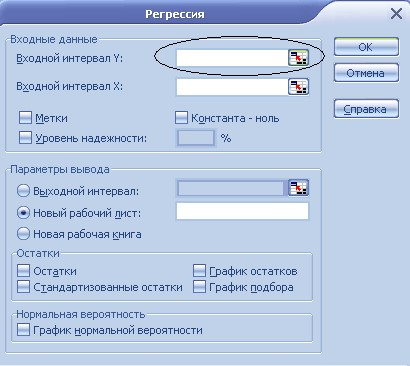 Регрессия
Входные данные
Входной интервал Y:
Входной интервал X:
Метки
Константа - ноль
Уровень надежности:
%
OK
Отмена
Справка
Параметры вывода
Выходной интервал:
Новый рабочий лист:
Новая рабочая книга
Остатки
Остатки
График остатков
Стандартизованные остатки
График подбора
Нормальная вероятность
График нормальной вероятности